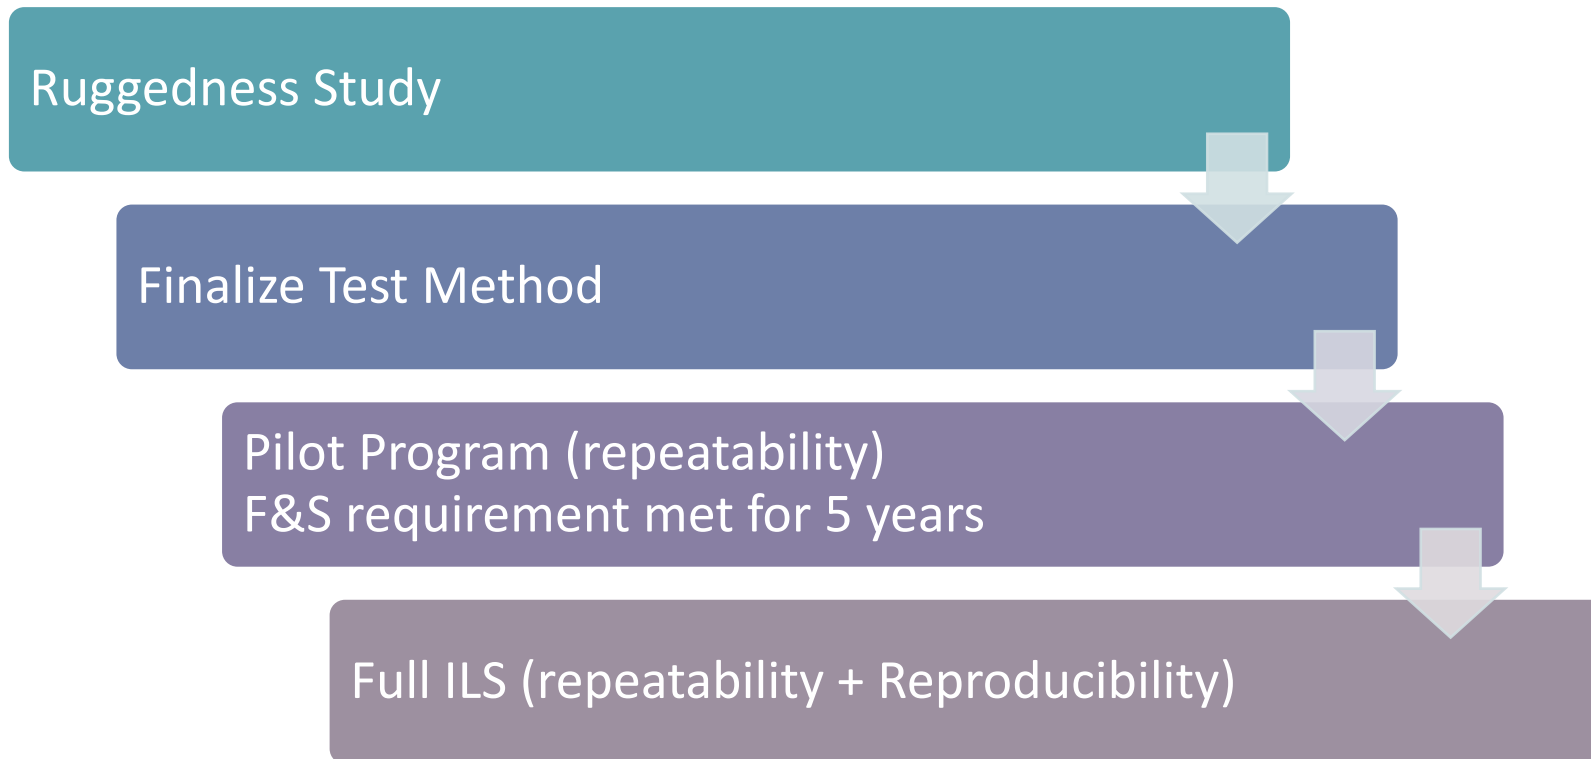 Ruggedness Study
Finalize Test Method
Pilot Program (repeatability)
F&S requirement met for 5 years
Full ILS (repeatability + Reproducibility)